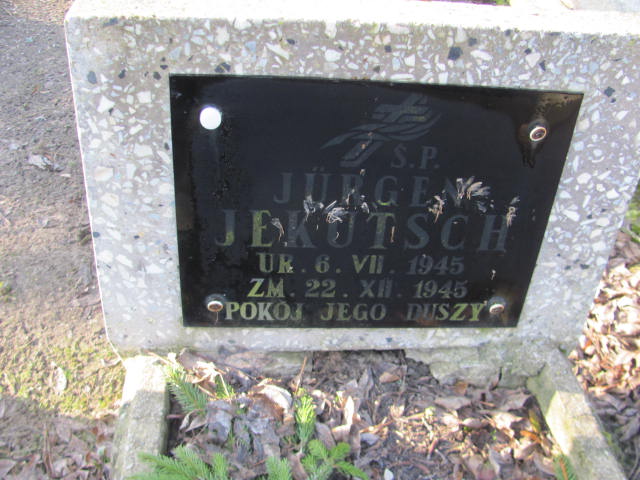 Ś.P.
JÜRGEN
JEKUTSCH
UR. 6. VII. 1945
ZM. 22. XII. 1945
POKÓJ JEGO DUSZY